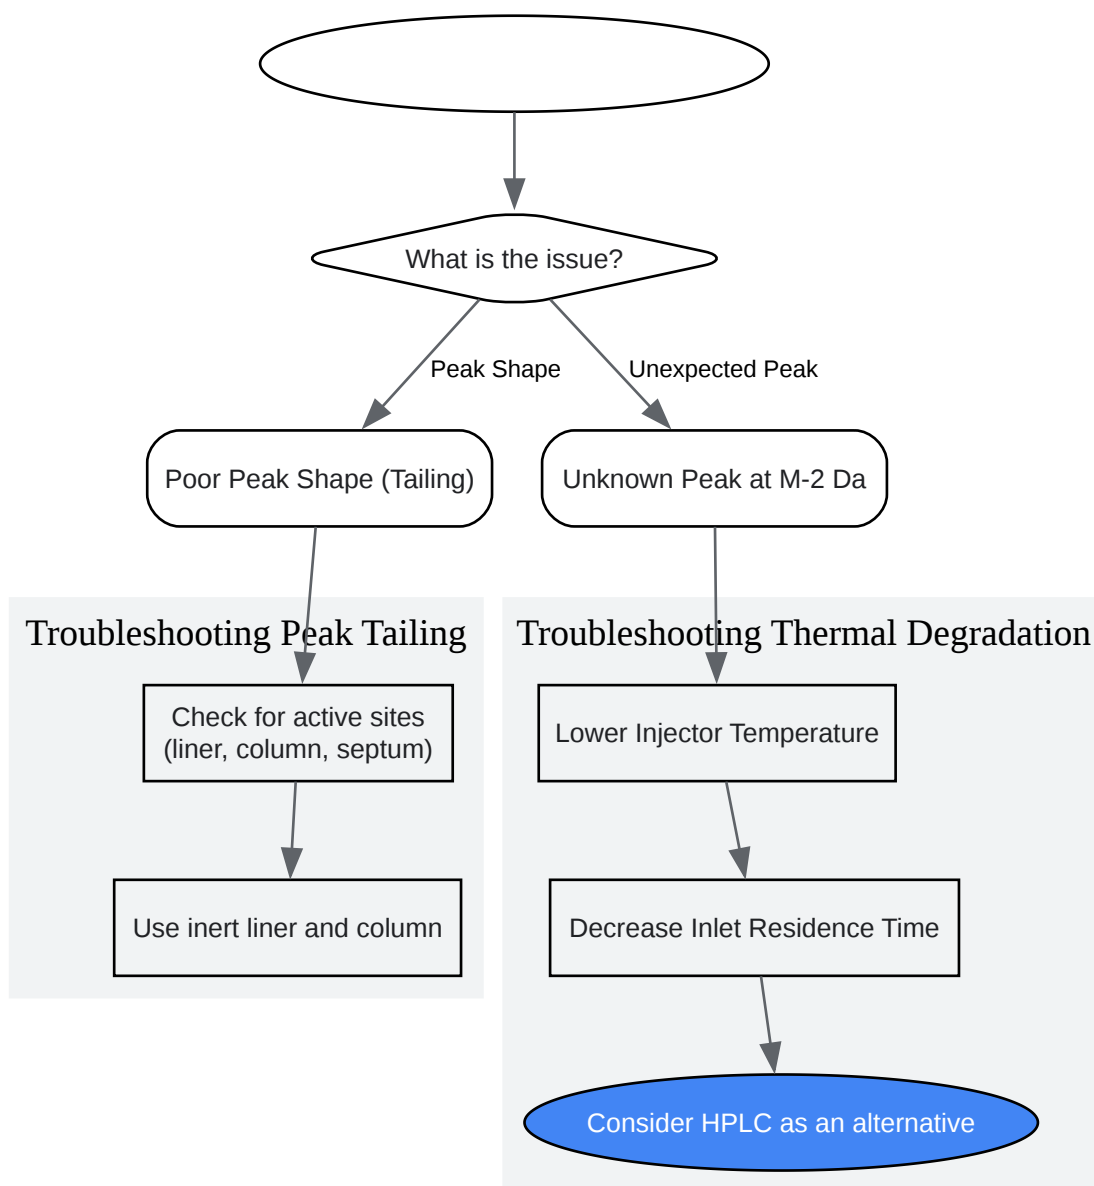 What is the issue?
Peak Shape
Unexpected Peak
Poor Peak Shape (Tailing)
Unknown Peak at M-2 Da
Troubleshooting Peak Tailing
Troubleshooting Thermal Degradation
Check for active sites
(liner, column, septum)
Lower Injector Temperature
Use inert liner and column
Decrease Inlet Residence Time
Consider HPLC as an alternative